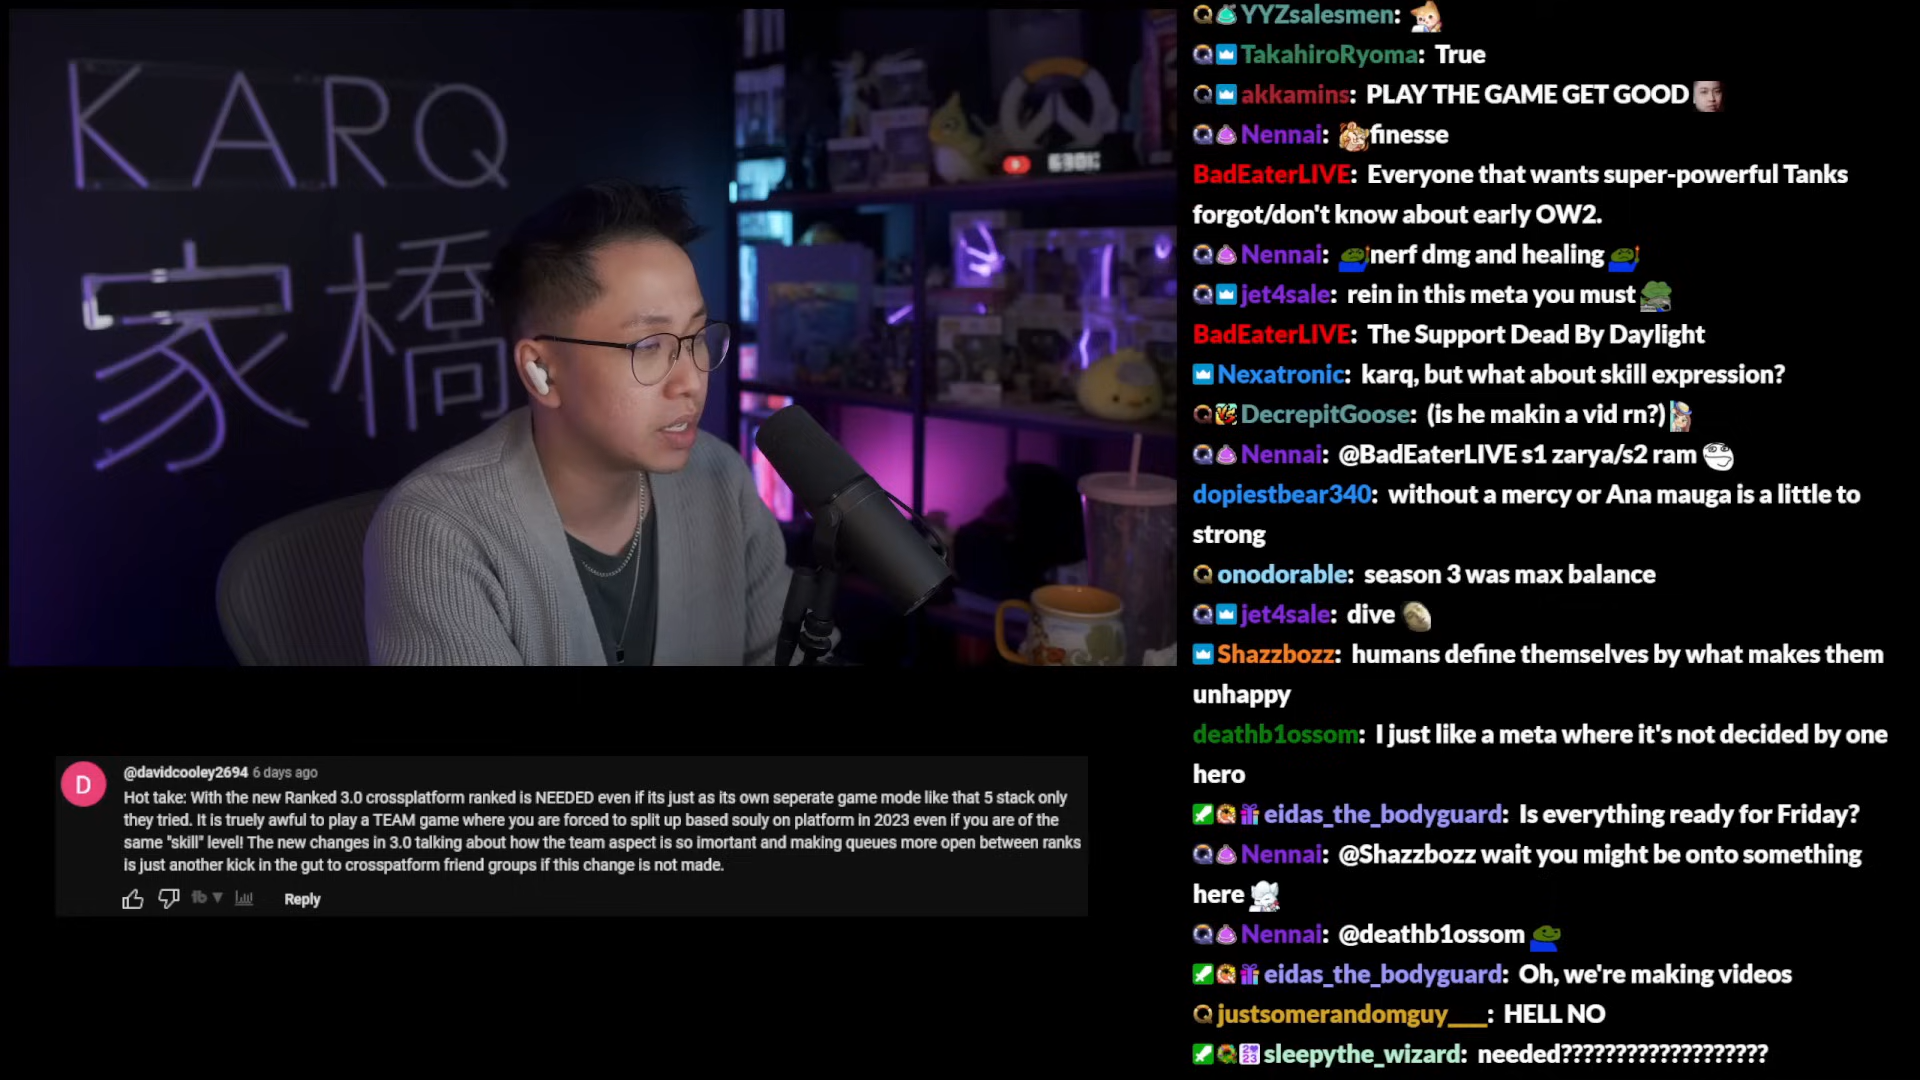 KARQ
家橋
YYZsalesmen:
TakahiroRyoma: True
akkamins: PLAY THE GAME GET GOOD
Nennai: finesse
BadEaterLIVE: Everyone that wants super-powerful Tanks
forgot/don't know about early OW2.
Nennai: nerf dmg and healing
jet4sale: rein in this meta you must
BadEaterLIVE: The Support Dead By Daylight
Nexatronic: karq, but what about skill expression?
DecrepitGoose: (is he makin a vid rn?)
Nennai: @BadEaterLIVE s1 zarya/s2 ram
dopiestbear340: without a mercy or Ana mauga is a little to
strong
onodorable: season 3 was max balance
jet4sale: dive
Shazzbozz: humans define themselves by what makes them
unhappy
deathb1ossom: I just like a meta where it's not decided by one
hero
eidas_the_bodyguard: Is everything ready for Friday?
Nennai: @Shazzbozz wait you might be onto something
here
Nennai: @deathb1ossom
eidas_the_bodyguard: Oh, we're making videos
justsomerandomguy___: HELL NO
sleepythe_wizard: needed???????????????????
D
@davidcooley2694 6 days ago
Hot take: With the new Ranked 3.0 crossplatform ranked is NEEDED even if its just as its own seperate game mode like that 5 stack only
they tried. It is truely awful to play a TEAM game where you are forced to split up based souly on platform in 2023 even if you are of the
same "skill" level! The new changes in 3.0 talking about how the team aspect is so imortant and making queues more open between ranks
is just another kick in the gut to crosspatform friend groups if this change is not made.
tb Reply